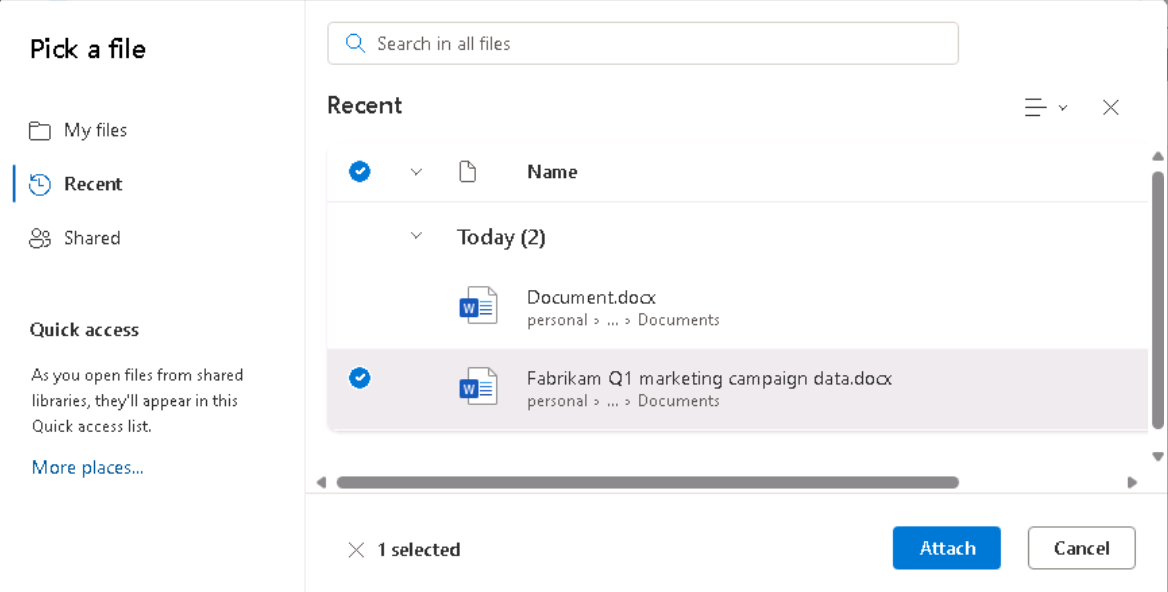 Pick a file
My files
Recent
Shared
Quick access
As you open files from shared
libraries, they'll appear in this
Quick access list.
More places...
Search in all files
Recent
Name
Today (2)
W
Document.docx
personal > ... > Documents
W
Fabrikam Q1 marketing campaign data.docx
personal > ... > Documents
1 selected
Attach
Cancel